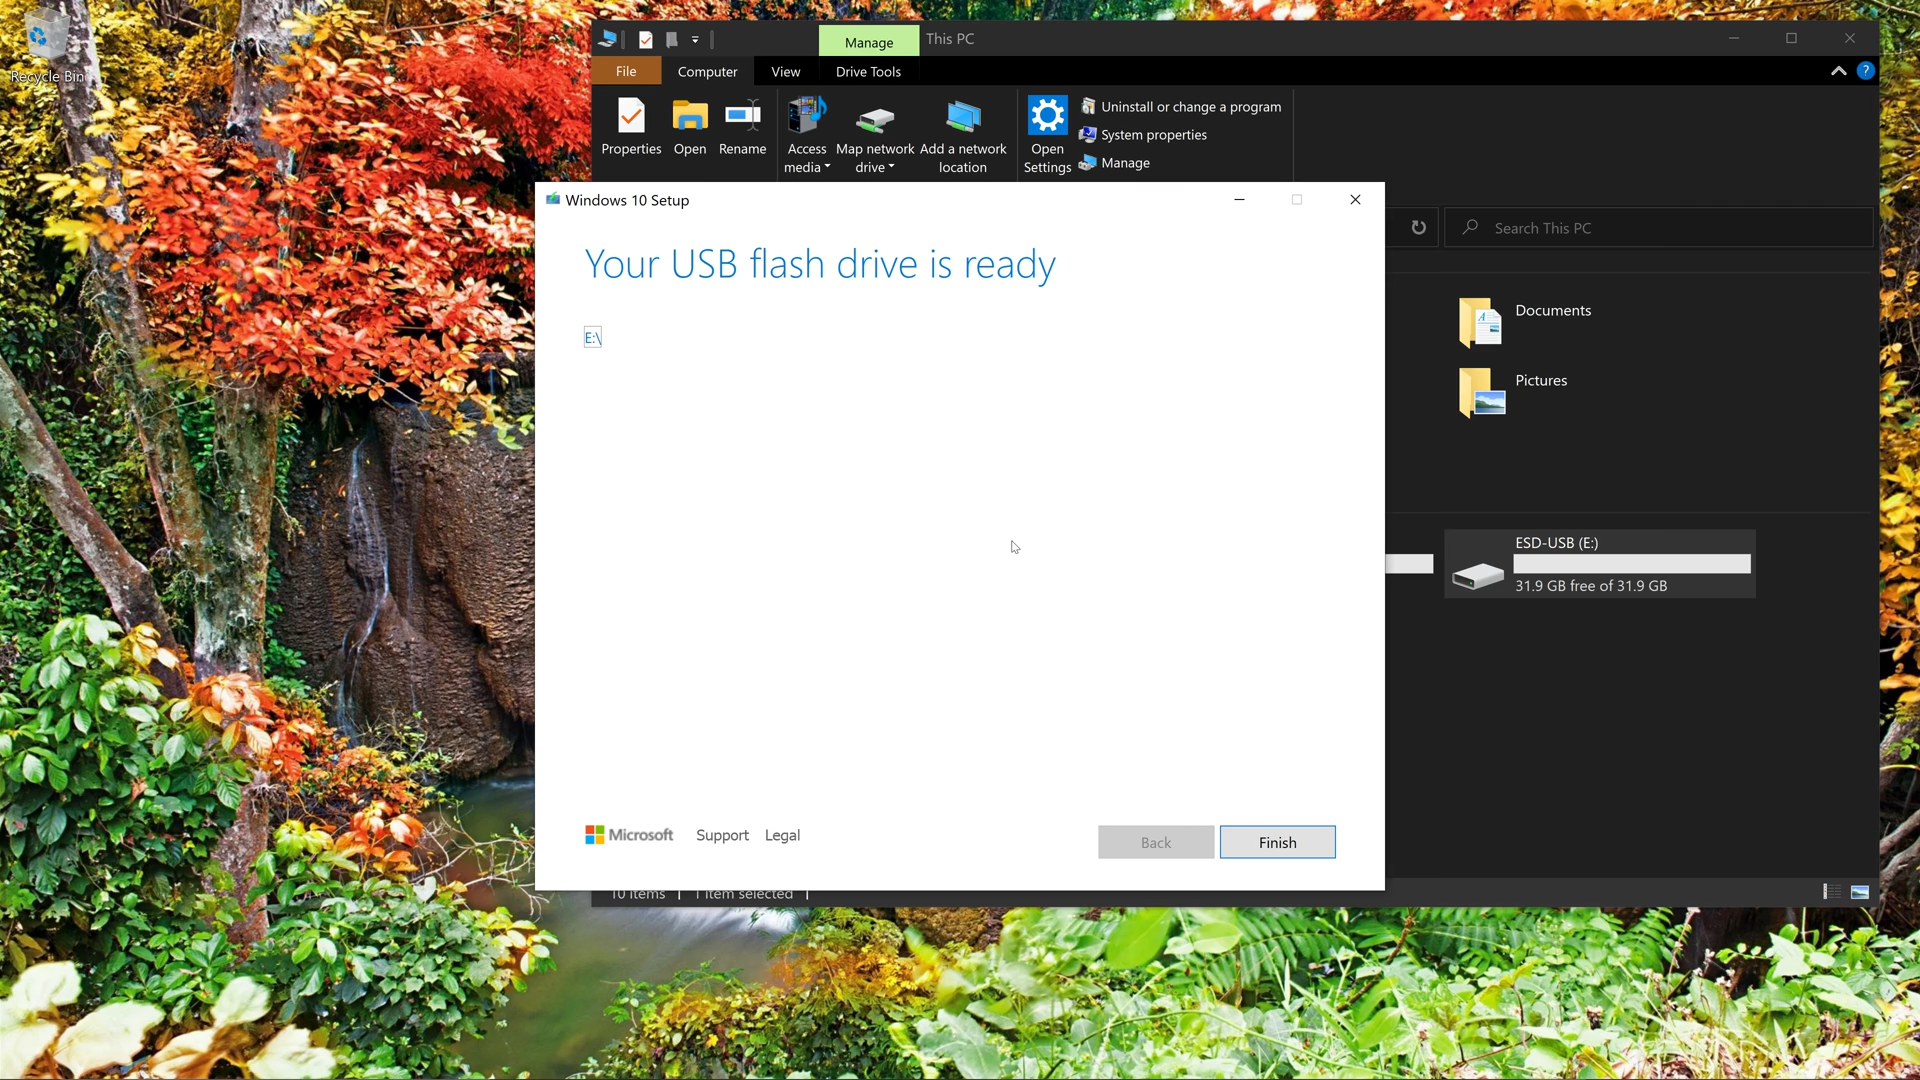 Recycle Bin
Manage
This PC
File
Computer
View
Drive Tools
Properties
Open
Rename
Access
media
Map network
drive
Add a network
location
Open
Settings
Uninstall or change a program
System properties
Manage
?
Windows 10 Setup
Search This PC
Your USB flash drive is ready
E:\
Documents
Pictures
ESD-USB (E:)
31.9 GB free of 31.9 GB
Microsoft
Support
Legal
Back
Finish
10 items
1 item selected